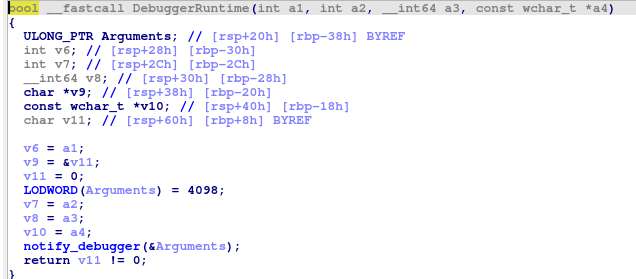 bool __fastcall DebuggerRuntime(int a1, int a2, __int64 a3, const wchar_t *a4)
{
ULONG_PTR Arguments; // [rsp+20h] [rbp-38h] BYREF
int v6; // [rsp+28h] [rbp-30h]
int v7; // [rsp+2Ch] [rbp-2Ch]
__int64 v8; // [rsp+30h] [rbp-28h]
char *v9; // [rsp+38h] [rbp-20h]
const wchar_t *v10; // [rsp+40h] [rbp-18h]
char v11; // [rsp+60h] [rbp+8h] BYREF
v6 = a1;
v9 = &v11;
v11 = 0;
LODWORD(Arguments) = 4098;
v7 = a2;
v8 = a3;
v10 = a4;
notify_debugger(&Arguments);
return v11 != 0;
}